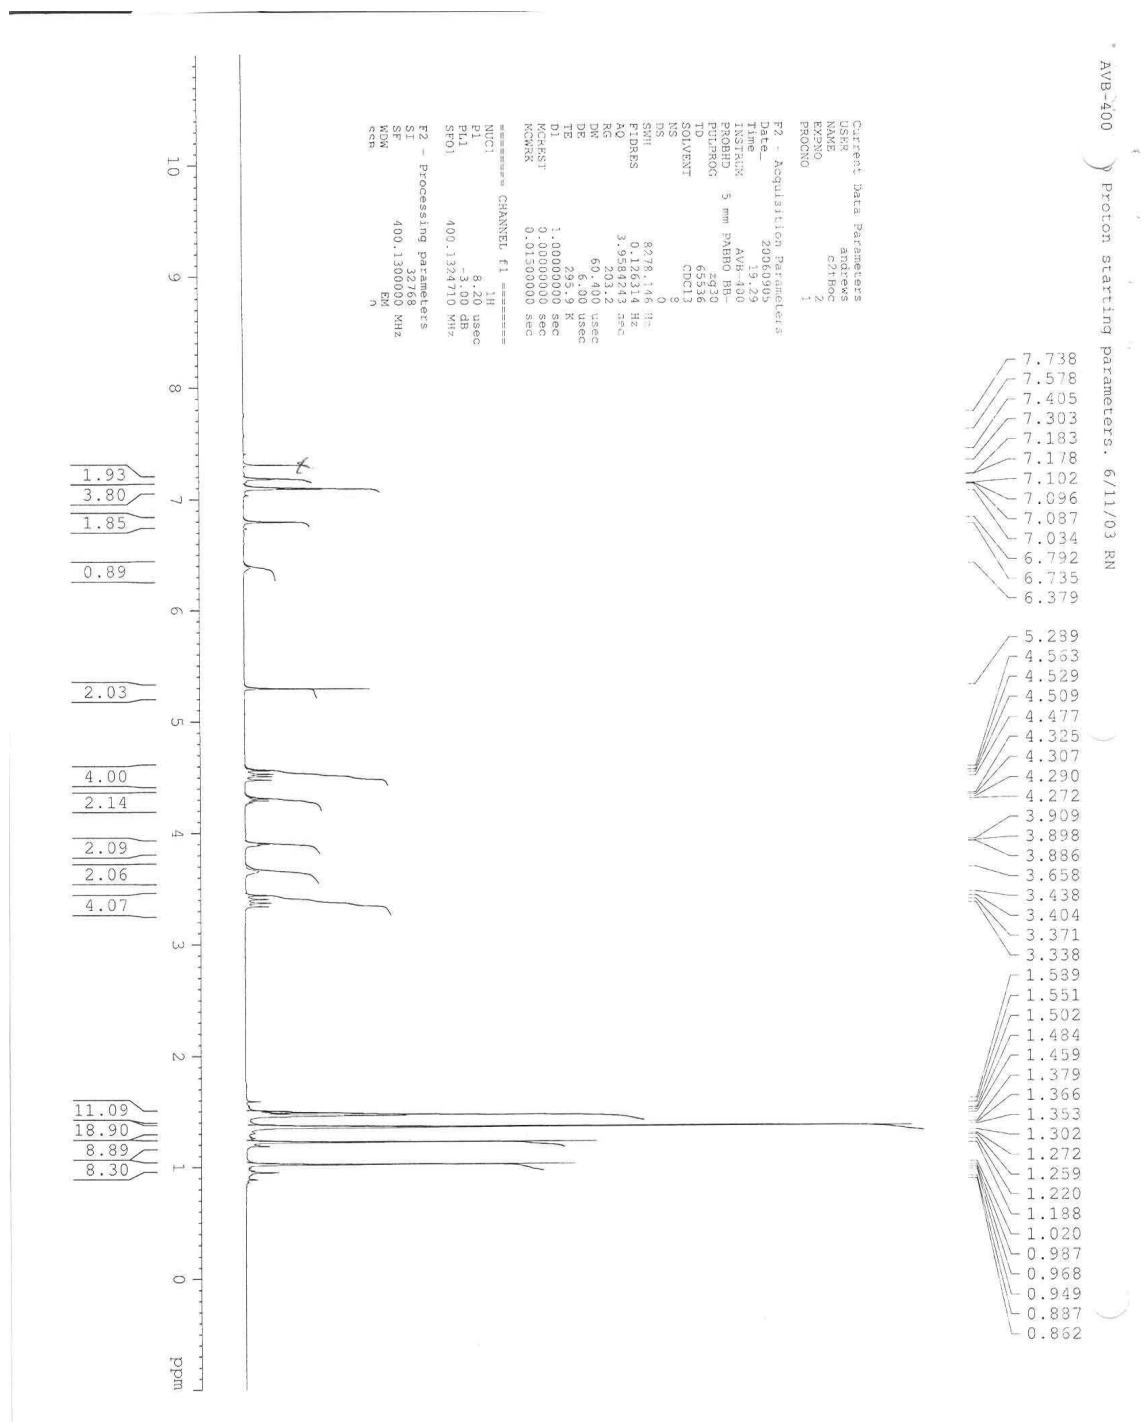 AVB-400 Proton starting parameters. 6/11/03 RN
Current Data Parameters
USER andrews
NAME c2tBoc
EXPNO 2
PROCNO 1
F2 - Acquisition Parameters
Date_ 20060905
Time 19.29
INSTRUM AVB-400
PROBHD 5 mm PABBO BB-
PULPROG zg30
TD 65536
SOLVENT CDCl3
NS 8
DS 0
SWH 8278.146 Hz
FIDRES 0.126314 Hz
AQ 3.9584243 sec
RG 203.2
DW 60.400 usec
DE 6.00 usec
TE 295.9 K
D1 1.00000000 sec
MCREST 0.00000000 sec
MCWRK 0.01500000 sec
======== CHANNEL f1 ========
NUC1 1H
P1 8.20 usec
PL1 -3.00 dB
SFO1 400.1324710 MHz
F2 - Processing parameters
SI 32768
SF 400.1300000 MHz
WDW EM
SSB 0
7.738
7.578
7.405
7.303
7.183
7.178
7.102
7.096
7.087
7.034
6.792
6.735
6.379
5.289
4.563
4.529
4.509
4.477
4.325
4.307
4.290
4.272
3.909
3.898
3.886
3.658
3.438
3.404
3.371
3.338
1.589
1.551
1.502
1.484
1.459
1.379
1.366
1.353
1.302
1.272
1.259
1.220
1.188
1.020
0.987
0.968
0.949
0.887
0.862
10 9 8 7 6 5 4 3 2 1 0 ppm
1.93
3.80
1.85
0.89
2.03
4.00
2.14
2.09
2.06
4.07
11.09
18.90
8.89
8.30